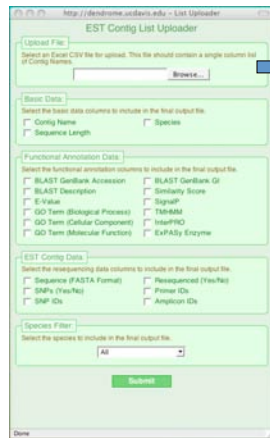 http://dendrome.ucdavis.edu - List Uploader
EST Contig List Uploader
Upload File:
Select an Excel CSV file for upload. This file should contain a single column list
of Contig Names.
Browse...
Basic Data:
Select the basic data columns to include in the final output file.
Contig Name Species
Sequence Length
Functional Annotation Data:
Select the functional annotation columns to include in the final output file.
BLAST GenBank Accession BLAST GenBank GI
BLAST Description Similarity Score
E-Value SignalP
GO Term (Biological Process) TMHMM
GO Term (Cellular Component) InterPRO
GO Term (Molecular Function) ExPASy Enzyme
EST Contig Data:
Select the resequencing data columns to include in the final output file.
Sequence (FASTA Format) Resequenced (Yes/No)
SNPs (Yes/No) Primer IDs
SNP IDs Amplicon IDs
Species Filter:
Select the species to include in the final output file.
All
Submit
Done